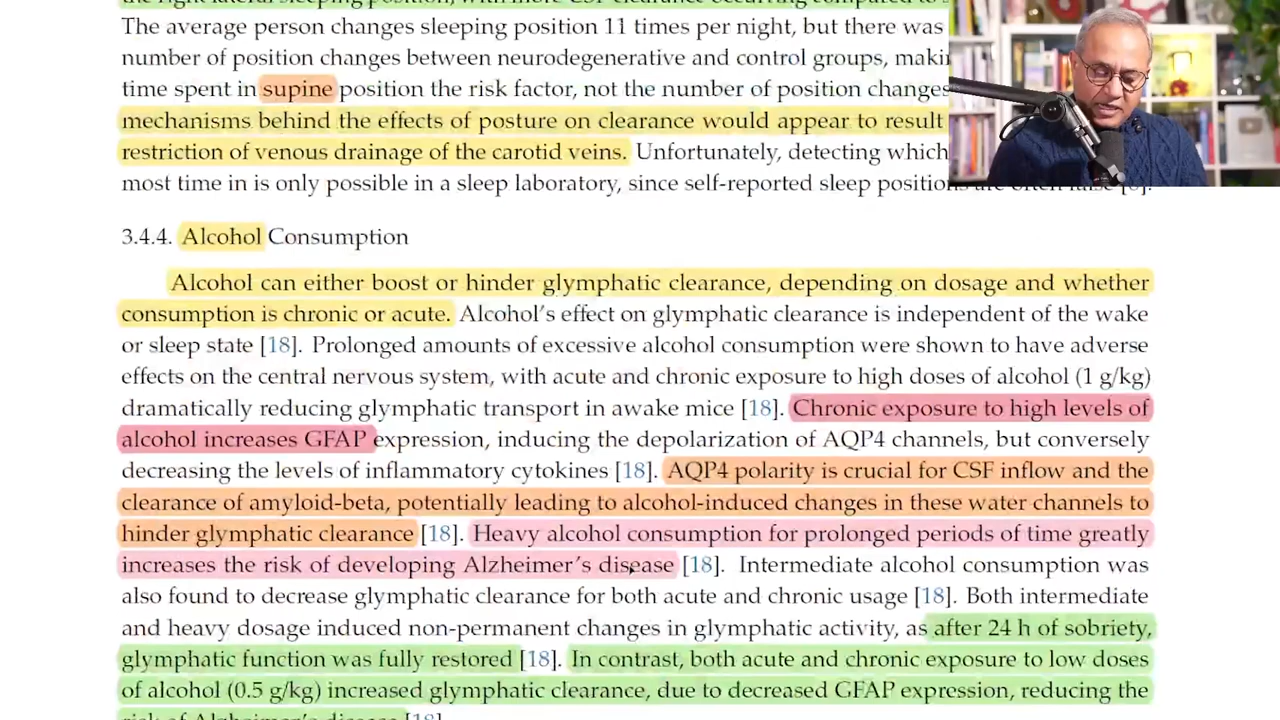 The average person changes sleeping position 11 times per night, but there was
number of position changes between neurodegenerative and control groups,
time spent in supine position the risk factor, not the number of position changes
mechanisms behind the effects of posture on clearance would appear to result
restriction of venous drainage of the carotid veins. Unfortunately, detecting which
most time in is only possible in a sleep laboratory, since self-reported sleep
3.4.4. Alcohol Consumption
Alcohol can either boost or hinder glymphatic clearance, depending on dosage and whether
consumption is chronic or acute. Alcohol's effect on glymphatic clearance is independent of the wake
or sleep state [18]. Prolonged amounts of excessive alcohol consumption were shown to have adverse
effects on the central nervous system, with acute and chronic exposure to high doses of alcohol (1 g/kg)
dramatically reducing glymphatic transport in awake mice [18]. Chronic exposure to high levels of
alcohol increases GFAP expression, inducing the depolarization of AQP4 channels, but conversely
decreasing the levels of inflammatory cytokines [18]. AQP4 polarity is crucial for CSF inflow and the
clearance of amyloid-beta, potentially leading to alcohol-induced changes in these water channels to
hinder glymphatic clearance [18]. Heavy alcohol consumption for prolonged periods of time greatly
increases the risk of developing Alzheimer's disease [18]. Intermediate alcohol consumption was
also found to decrease glymphatic clearance for both acute and chronic usage [18]. Both intermediate
and heavy dosage induced non-permanent changes in glymphatic activity, as after 24 h of sobriety,
glymphatic function was fully restored [18]. In contrast, both acute and chronic exposure to low doses
of alcohol (0.5 g/kg) increased glymphatic clearance, due to decreased GFAP expression, reducing the